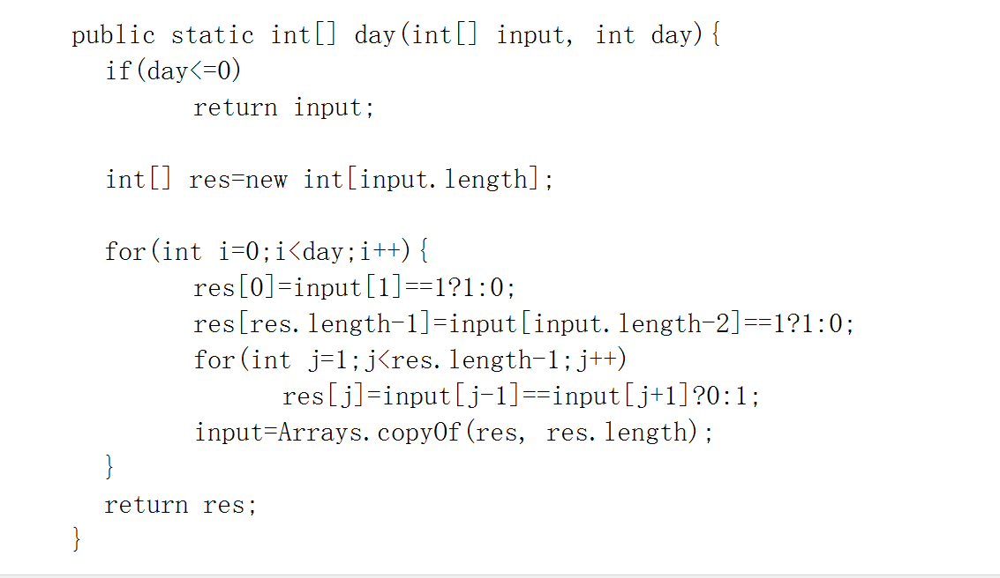 public static int[] day(int[] input, int day){
if(day<=0)
return input;
int[] res=new int[input.length];
for(int i=0;i<day;i++){
res[0]=input[1]==1?1:0;
res[res.length-1]=input[input.length-2]==1?1:0;
for(int j=1;j<res.length-1;j++)
res[j]=input[j-1]==input[j+1]?0:1;
input=Arrays.copyOf(res, res.length);
}
return res;
}